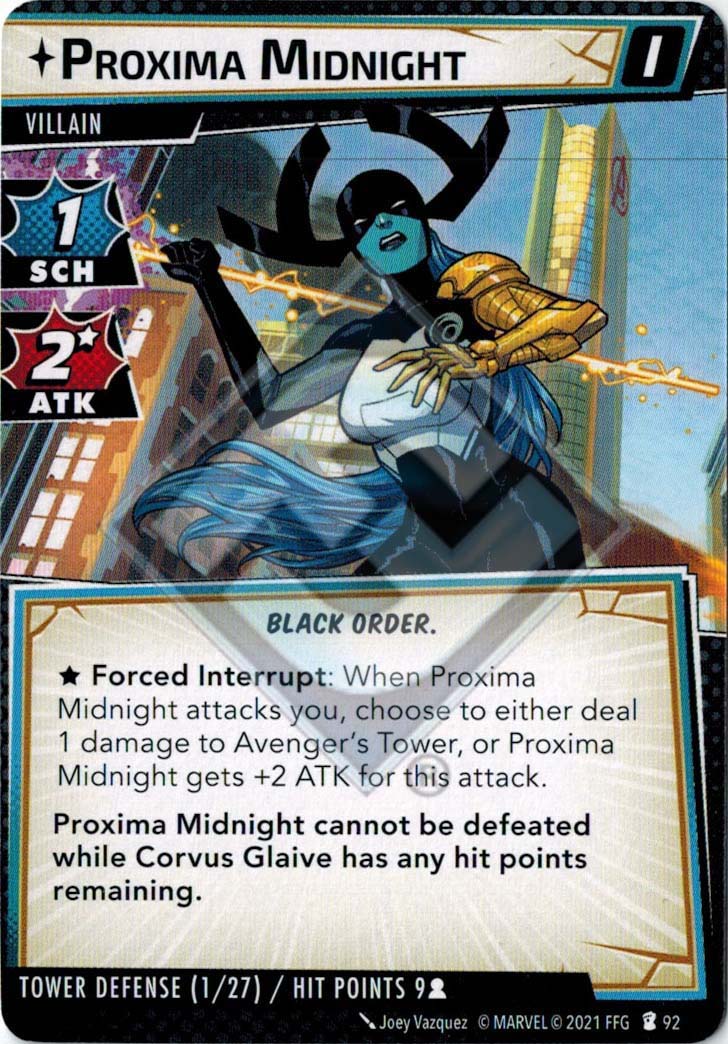 PROXIMA MIDNIGHT
I
VILLAIN
1
SCH
2★
ATK
A
BLACK ORDER.
★ Forced Interrupt: When Proxima
Midnight attacks you, choose to either deal
1 damage to Avenger's Tower, or Proxima
Midnight gets +2 ATK for this attack.
Proxima Midnight cannot be defeated
while Corvus Glaive has any hit points
remaining.
TOWER DEFENSE (1/27) / HIT POINTS 9
Joey Vazquez © MARVEL © 2021 FFG 92